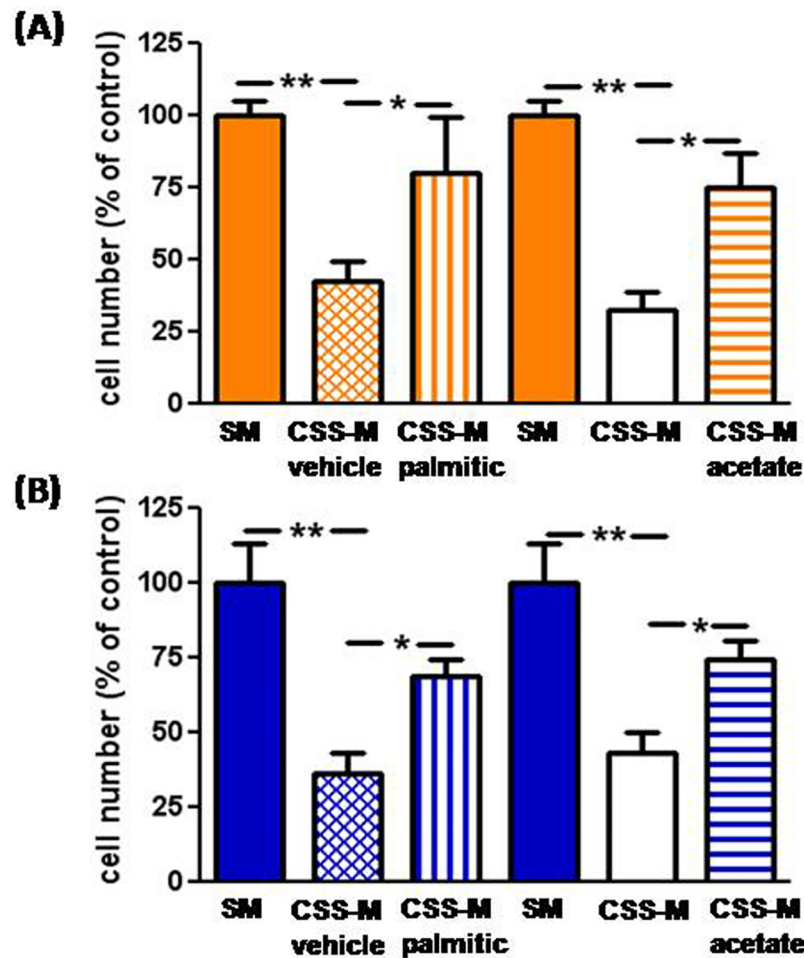 (A)
cell number (% of control)
125
100
75
50
25
0
** * ** *
SM CSS-M CSS-M SM CSS-M CSS-M
vehicle palmitic acetate
(B)
cell number (% of control)
125
100
75
50
25
0
** * ** *
SM CSS-M CSS-M SM CSS-M CSS-M
vehicle palmitic acetate